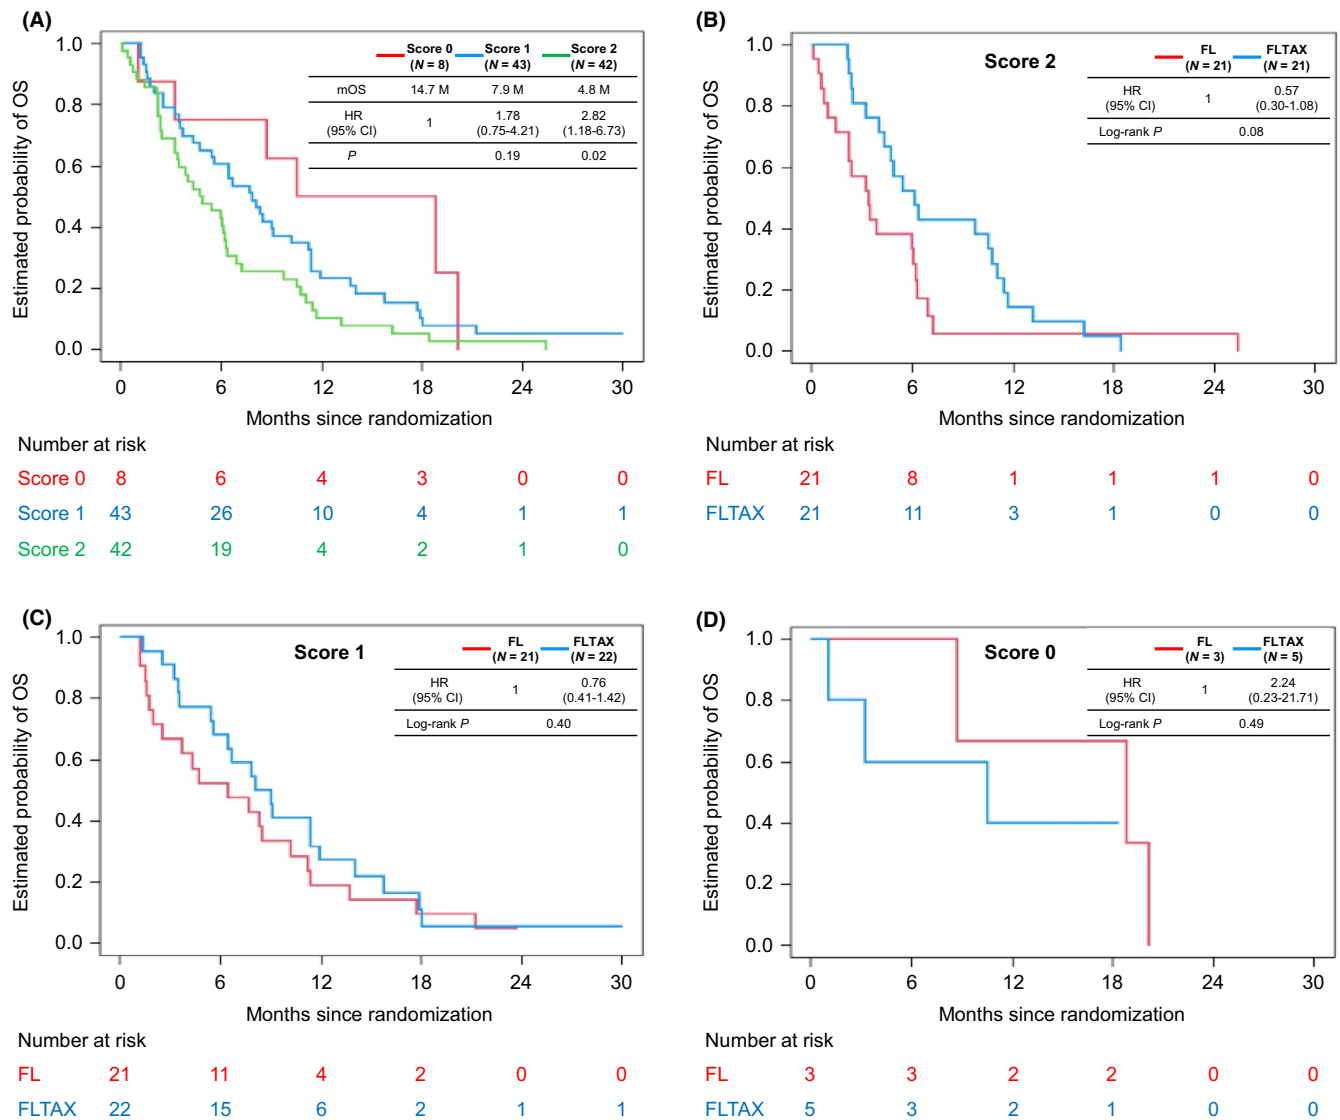 (A)
Score 0 Score 1 Score 2
(N = 8) (N = 43) (N = 42)
mOS 14.7 M 7.9 M 4.8 M
HR (95% CI) 1 1.78 (0.75-4.21) 2.82 (1.18-6.73)
P 0.19 0.02
Estimated probability of OS
1.0
0.8
0.6
0.4
0.2
0.0
0 6 12 18 24 30
Months since randomization
Number at risk
Score 0 8 6 4 3 0 0
Score 1 43 26 10 4 1 1
Score 2 42 19 4 2 1 0
(B)
Score 2
FL FLTAX
(N = 21) (N = 21)
HR (95% CI) 1 0.57 (0.30-1.08)
Log-rank P 0.08
Estimated probability of OS
1.0
0.8
0.6
0.4
0.2
0.0
0 6 12 18 24 30
Months since randomization
Number at risk
FL 21 8 1 1 1 0
FLTAX 21 11 3 1 0 0
(C)
Score 1
FL FLTAX
(N = 21) (N = 22)
HR (95% CI) 1 0.76 (0.41-1.42)
Log-rank P 0.40
Estimated probability of OS
1.0
0.8
0.6
0.4
0.2
0.0
0 6 12 18 24 30
Months since randomization
Number at risk
FL 21 11 4 2 0 0
FLTAX 22 15 6 2 1 1
(D)
Score 0
FL FLTAX
(N = 3) (N = 5)
HR (95% CI) 1 2.24 (0.23-21.71)
Log-rank P 0.49
Estimated probability of OS
1.0
0.8
0.6
0.4
0.2
0.0
0 6 12 18 24 30
Months since randomization
Number at risk
FL 3 3 2 2 0 0
FLTAX 5 3 2 1 0 0